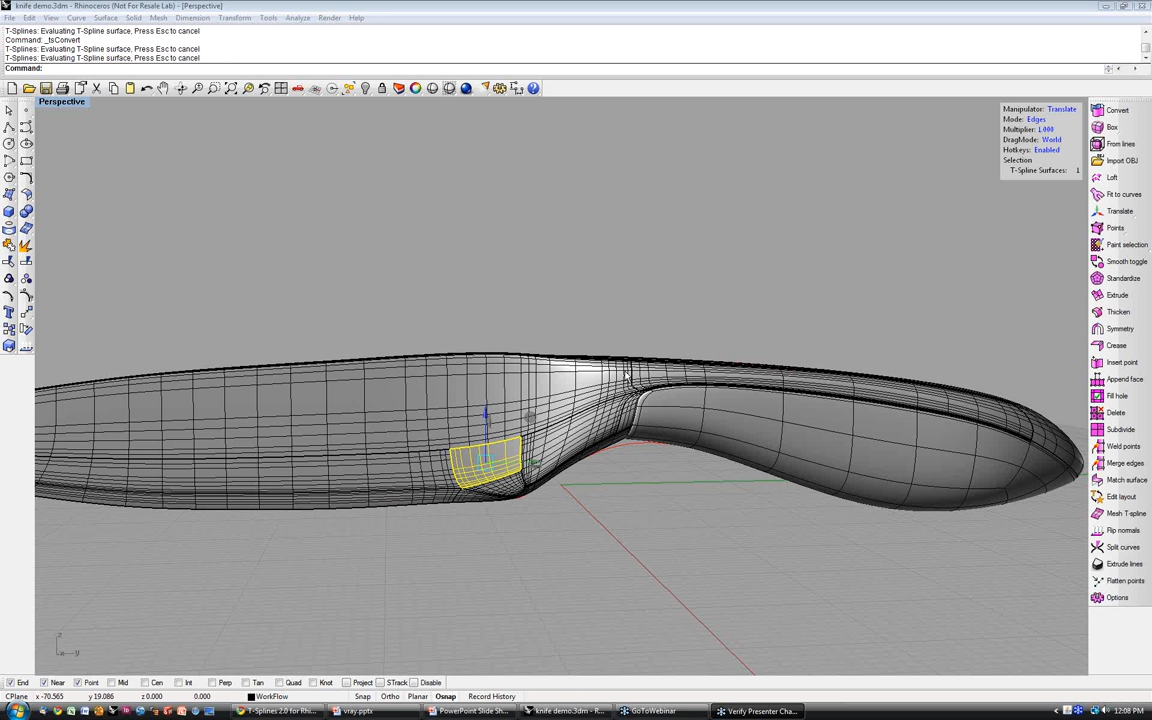 knife demo.3dm - Rhinoceros (Not For Resale Lab) - [Perspective]
File Edit View Curve Surface Solid Mesh Dimension Transform Tools Analyze Render Help
T-Splines: Evaluating T-Spline surface, Press Esc to cancel
Command: _tsConvert
T-Splines: Evaluating T-Spline surface, Press Esc to cancel
T-Splines: Evaluating T-Spline surface, Press Esc to cancel
Command:
Perspective
Manipulator: Translate
Mode: Edges
Multiplier: 1.000
DragMode: World
Hotkeys: Enabled
Selection
T-Spline Surfaces: 1
Convert
Box
From lines
Import OBJ
Loft
Fit to curves
Translate
Points
Paint selection
Smooth toggle
Standardize
Extrude
Thicken
Symmetry
Crease
Insert point
Append face
Fill hole
Delete
Subdivide
Weld points
Merge edges
Match surface
Edit layout
Mesh T-spline
Flip normals
Split curves
Extrude lines
Flatten points
Options
z
x y
End Near Point Mid Cen Int Perp Tan Quad Knot Project STrack Disable
CPlane x -70.565 y 19.086 z 0.000 0.000 WorkFlow Snap Ortho Planar Osnap Record History
T-Splines 2.0 for Rhi... vray.pptx PowerPoint Slide Sh... knife demo.3dm - R... GoToWebinar Verify Presenter Cha... 12:08 PM